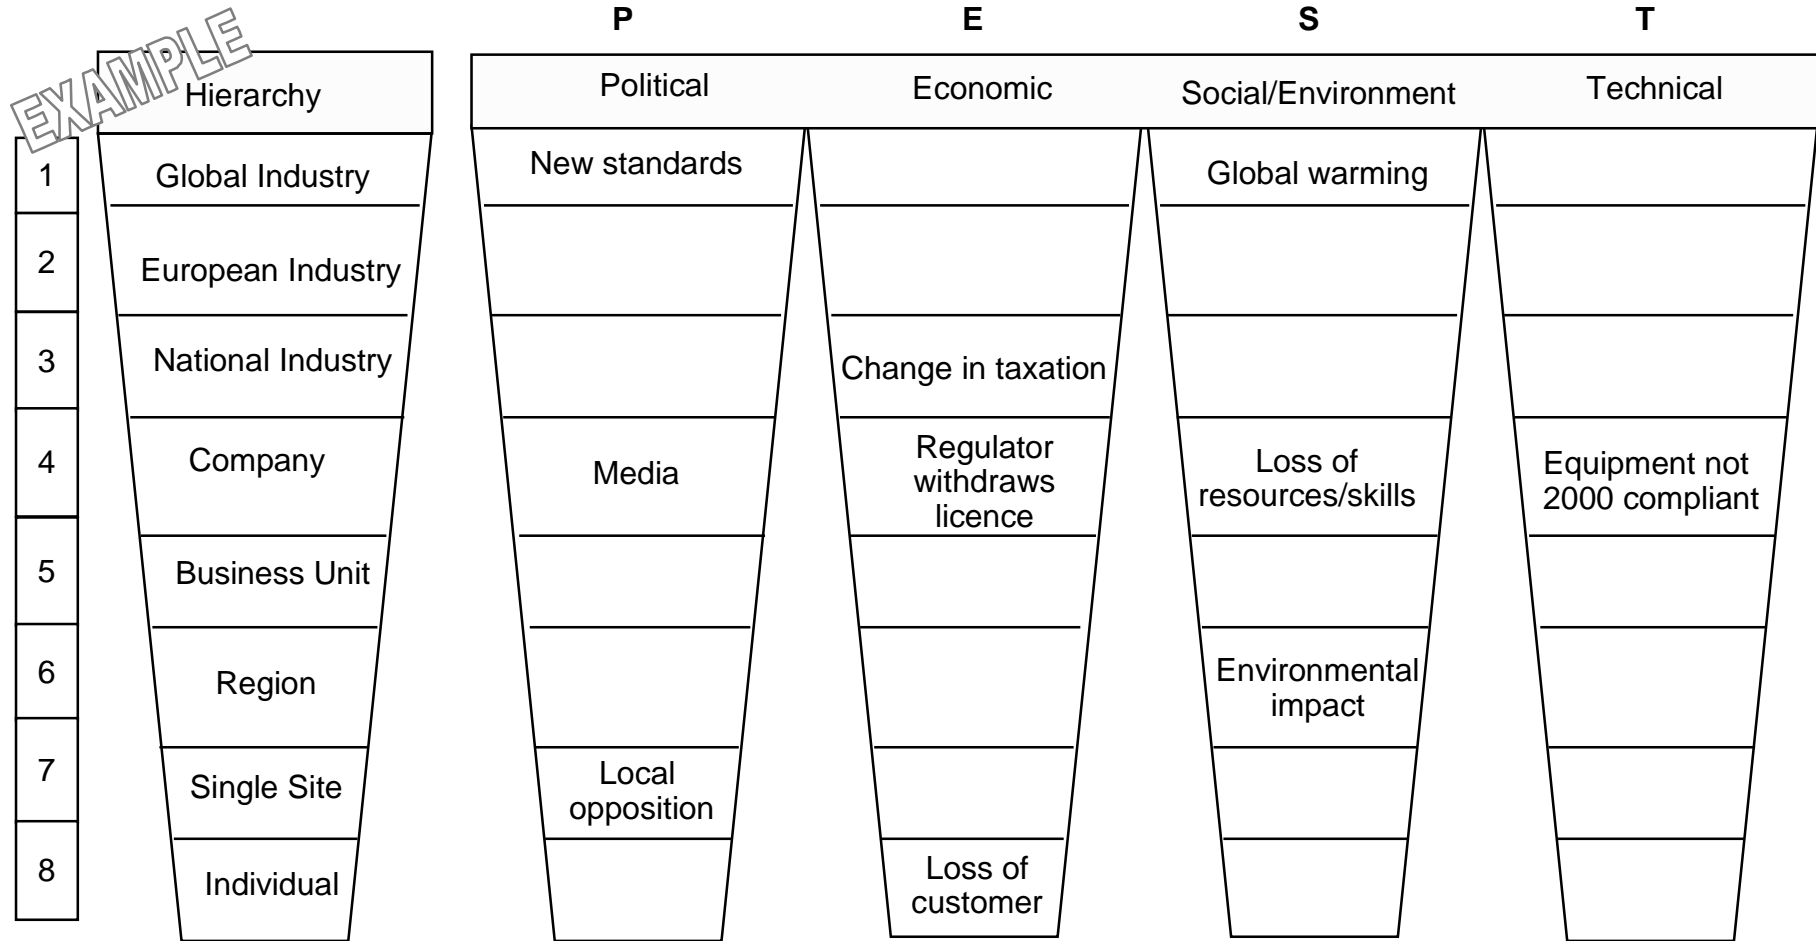 P E S T
EXAMPLE
Hierarchy Political Economic Social/Environment Technical
1 Global Industry New standards Global warming
2 European Industry
3 National Industry Change in taxation
4 Company Media
Regulator
withdraws
licence
Loss of
resources/skills
Equipment not
2000 compliant
5 Business Unit
6 Region
Environmental
impact
7 Single Site
Local
opposition
8 Individual
Loss of
customer